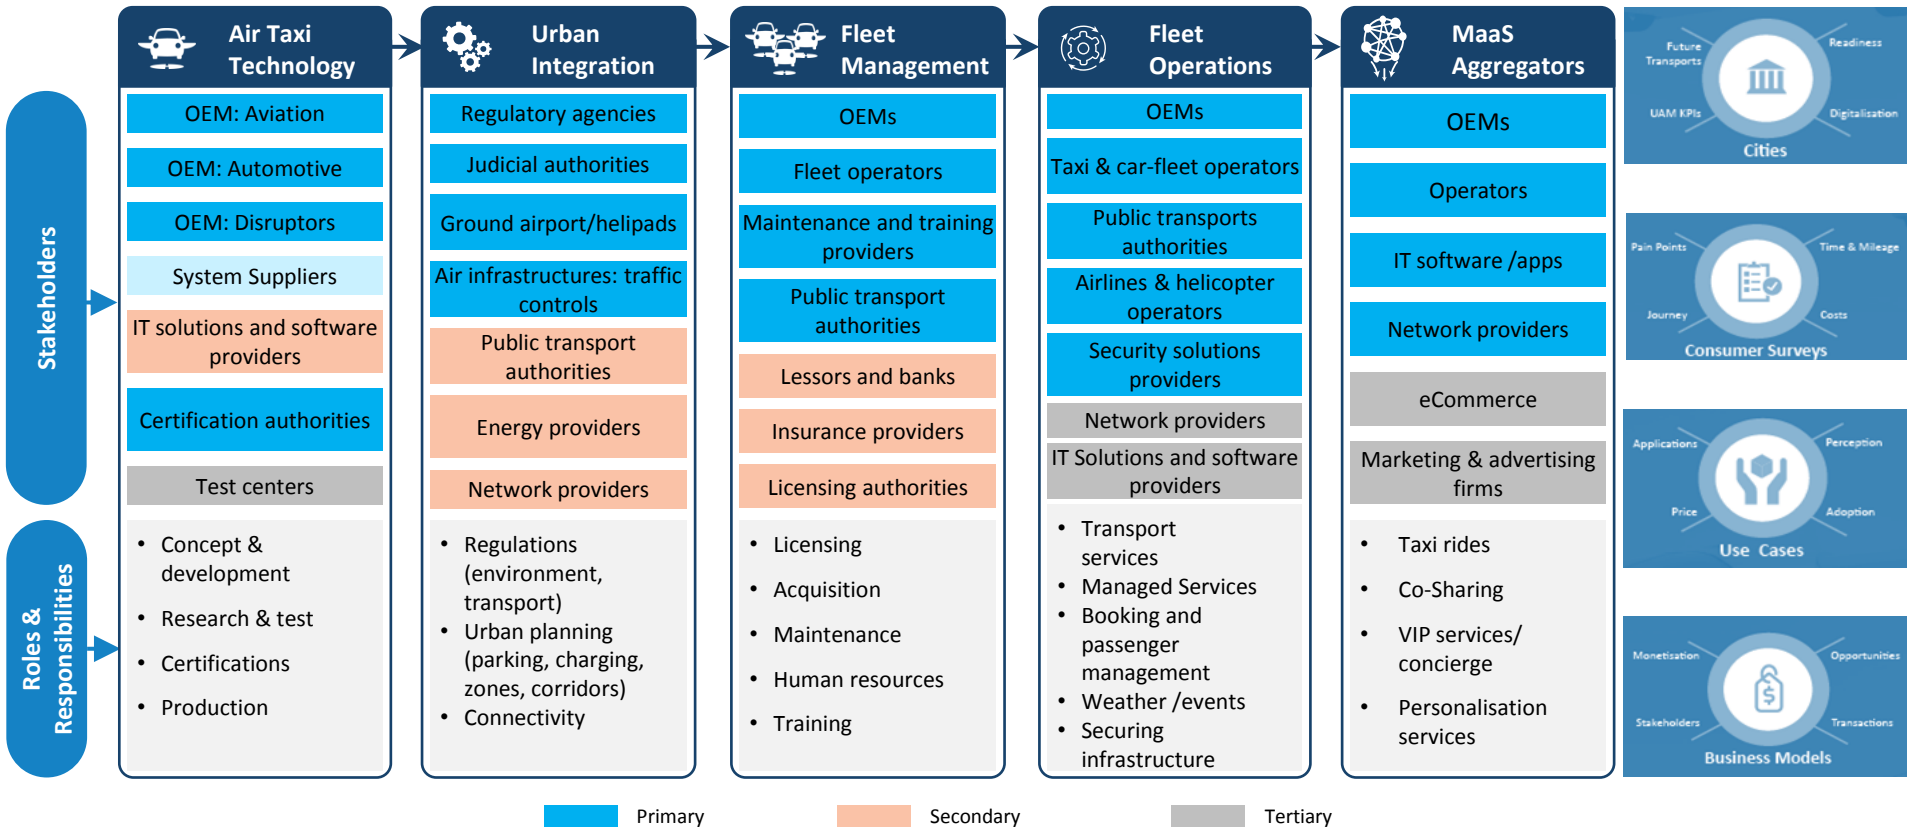 Air Taxi
Technology
Urban
Integration
Fleet
Management
Fleet
Operations
MaaS
Aggregators
Stakeholders
OEM: Aviation
OEM: Automotive
OEM: Disruptors
System Suppliers
IT solutions and software
providers
Certification authorities
Test centers
Regulatory agencies
Judicial authorities
Ground airport/helipads
Air infrastructures: traffic
controls
Public transport
authorities
Energy providers
Network providers
OEMs
Fleet operators
Maintenance and training
providers
Public transport
authorities
Lessors and banks
Insurance providers
Licensing authorities
OEMs
Taxi & car-fleet operators
Public transports
authorities
Airlines & helicopter
operators
Security solutions
providers
Network providers
IT Solutions and software
providers
OEMs
Operators
IT software /apps
Network providers
eCommerce
Marketing & advertising
firms
Roles &
Responsibilities
• Concept &
development
• Research & test
• Certifications
• Production
• Regulations
(environment,
transport)
• Urban planning
(parking, charging,
zones, corridors)
• Connectivity
• Licensing
• Acquisition
• Maintenance
• Human resources
• Training
• Transport
services
• Managed Services
• Booking and
passenger
management
• Weather /events
• Securing
infrastructure
• Taxi rides
• Co-Sharing
• VIP services/
concierge
• Personalisation
services
Future
Transports
Readiness
UAM KPIs
Digitalisation
Cities
Pain Points
Time & Mileage
Journey
Costs
Consumer Surveys
Applications
Perception
Price
Adoption
Use Cases
Monetisation
Opportunities
$
Stakeholders
Transactions
Business Models
Primary
Secondary
Tertiary